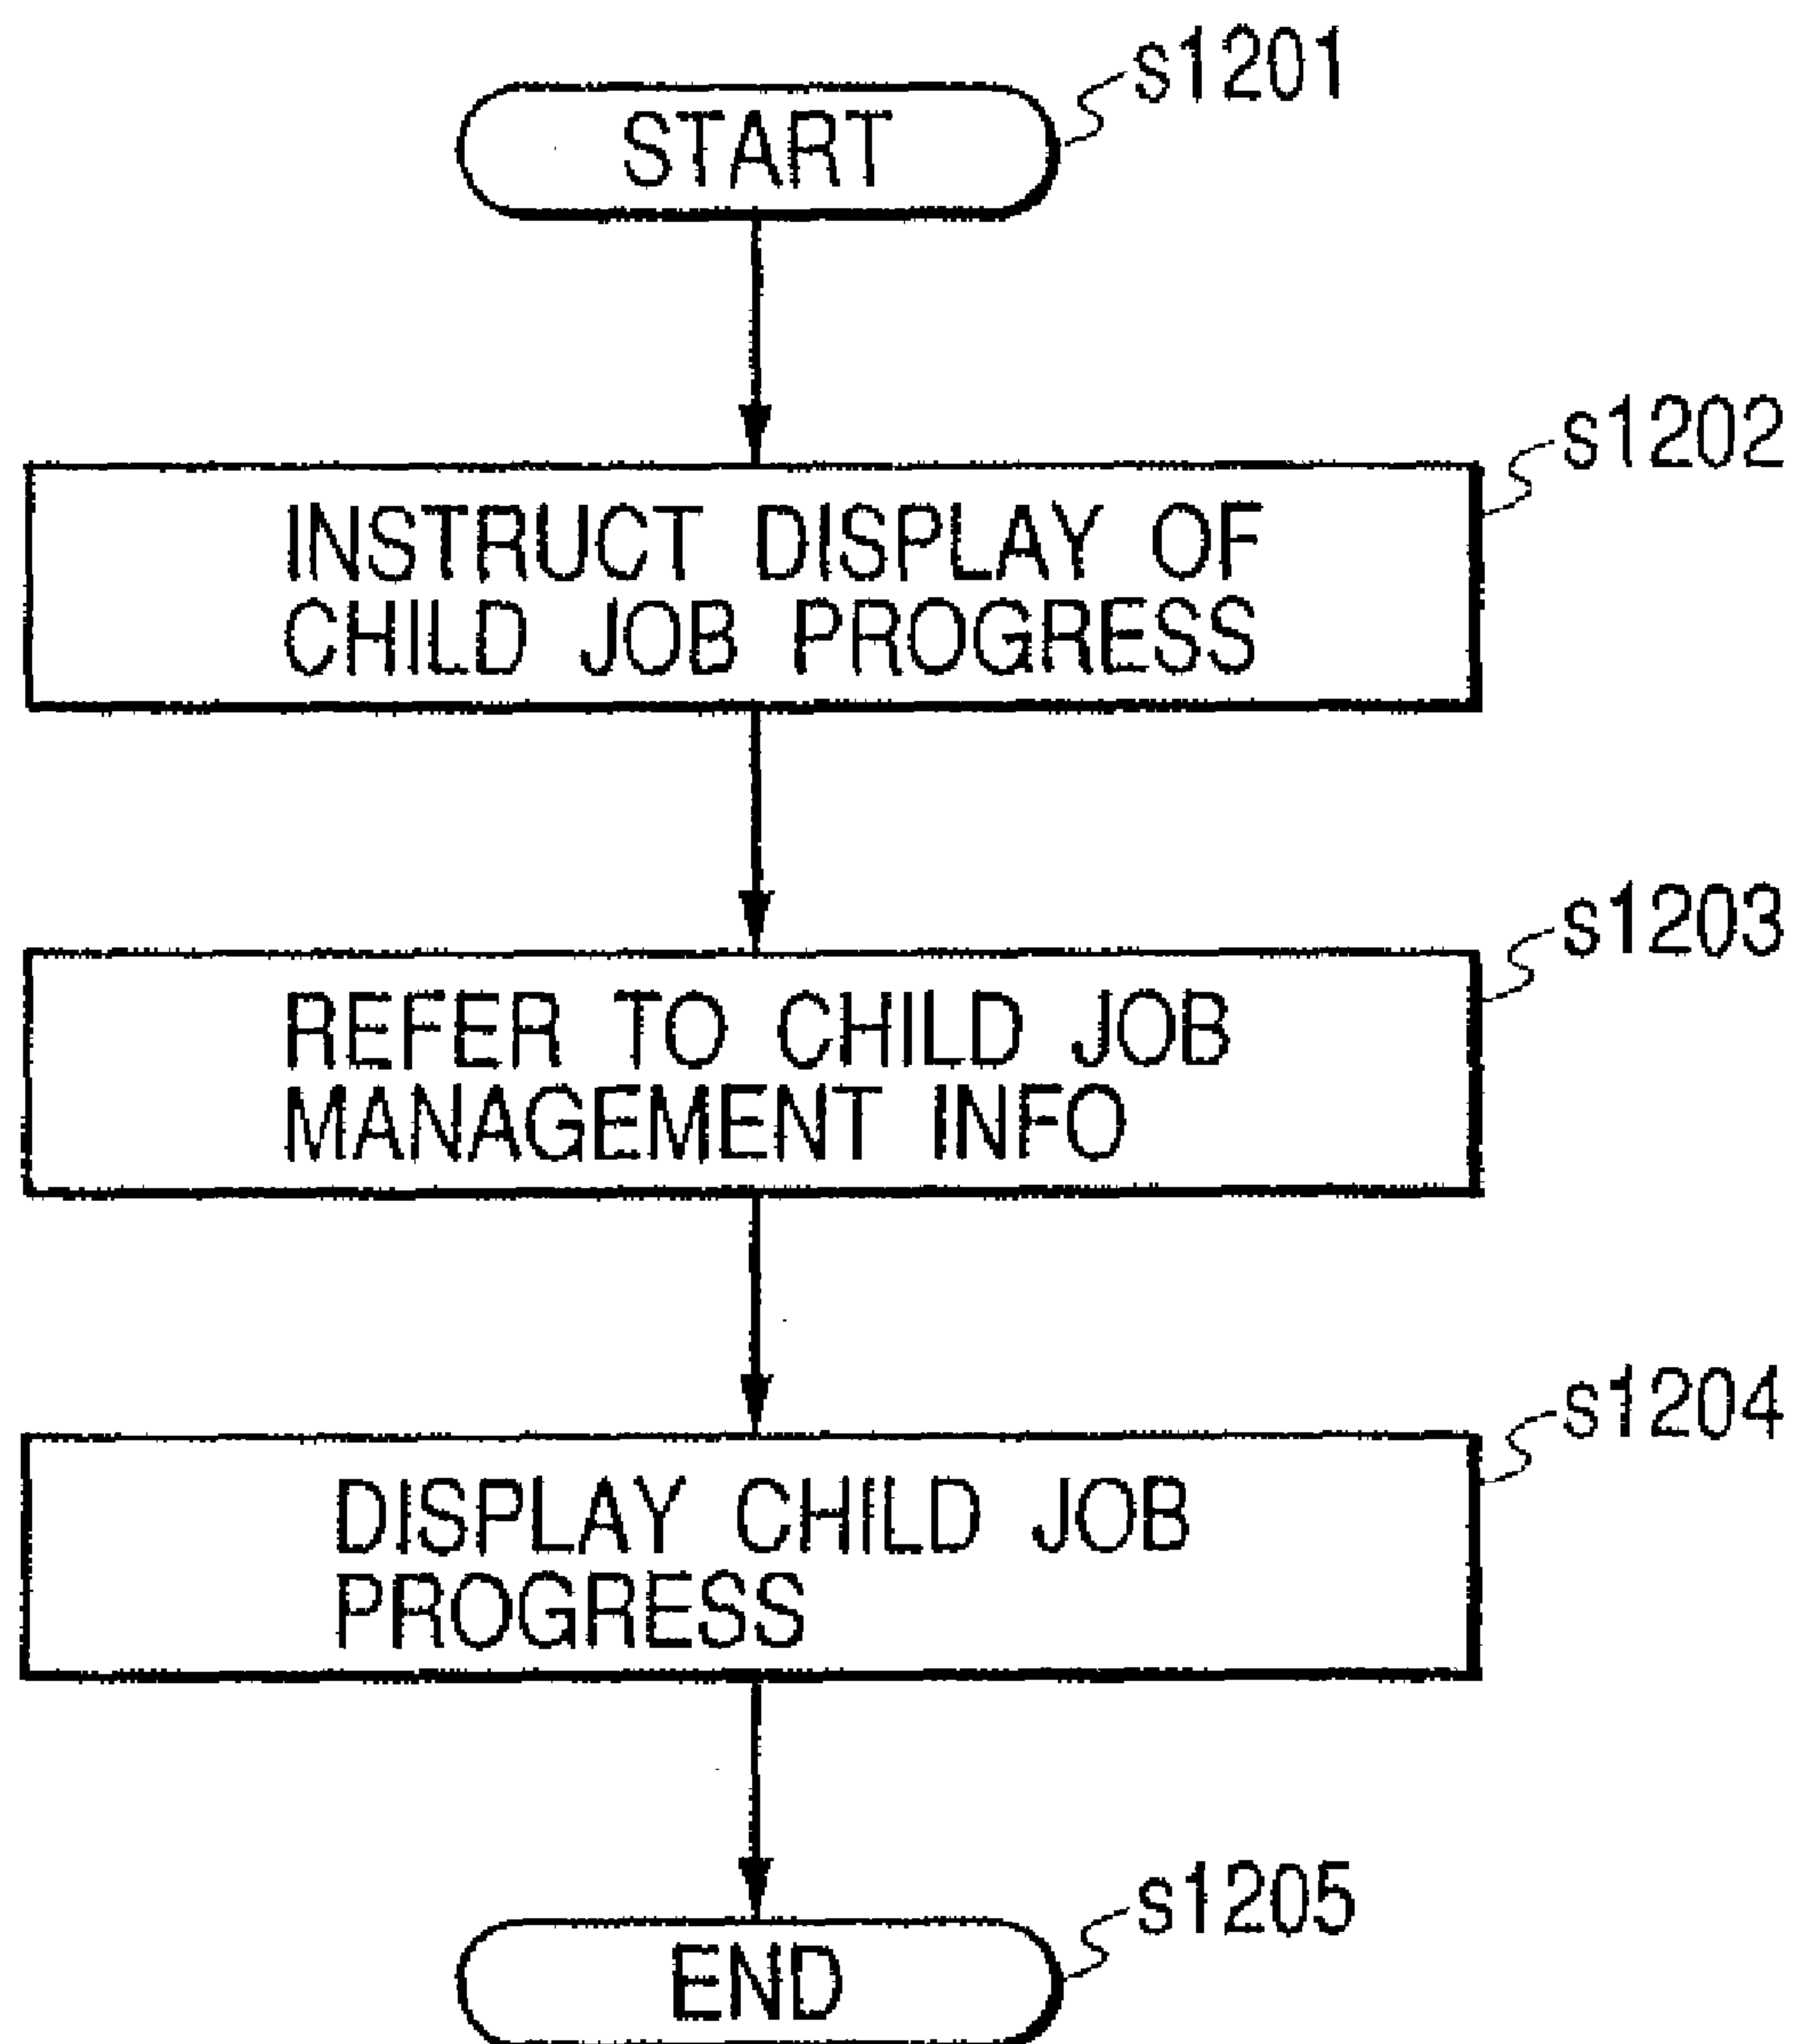 s1201
START
s1202
INSTRUCT DISPLAY OF
CHILD JOB PROGRESS
s1203
REFER TO CHILD JOB
MANAGEMENT INFO
s1204
DISPLAY CHILD JOB
PROGRESS
s1205
END